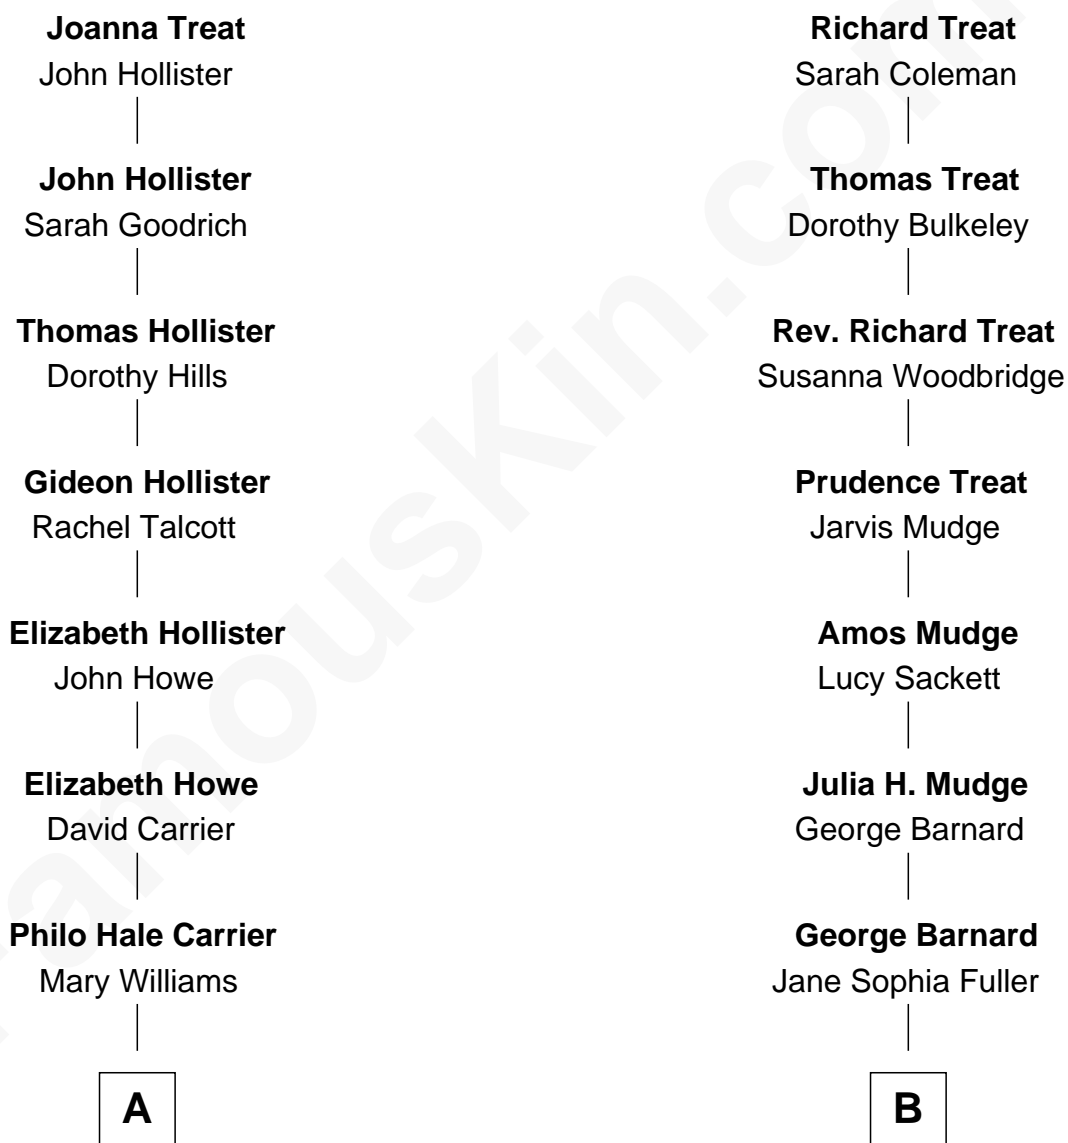 Joanna Treat
John Hollister
John Hollister
Sarah Goodrich
Thomas Hollister
Dorothy Hills
Gideon Hollister
Rachel Talcott
Elizabeth Hollister
John Howe
Elizabeth Howe
David Carrier
Philo Hale Carrier
Mary Williams
A
Richard Treat
Sarah Coleman
Thomas Treat
Dorothy Bulkeley
Rev. Richard Treat
Susanna Woodbridge
Prudence Treat
Jarvis Mudge
Amos Mudge
Lucy Sackett
Julia H. Mudge
George Barnard
George Barnard
Jane Sophia Fuller
B
FamousKin.com